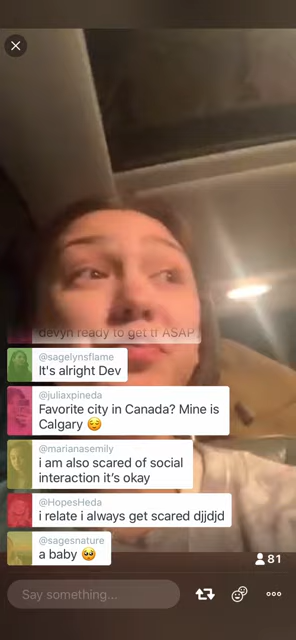 devyn ready to get tf ASAP
@sagelynsflame
It's alright Dev
@juliaxpineda
Favorite city in Canada? Mine is
Calgary 😌
@marianasemily
i am also scared of social
interaction it's okay
@HopesHeda
i relate i always get scared djjdjd
@sagesnature
a baby 🥺
81
Say something...